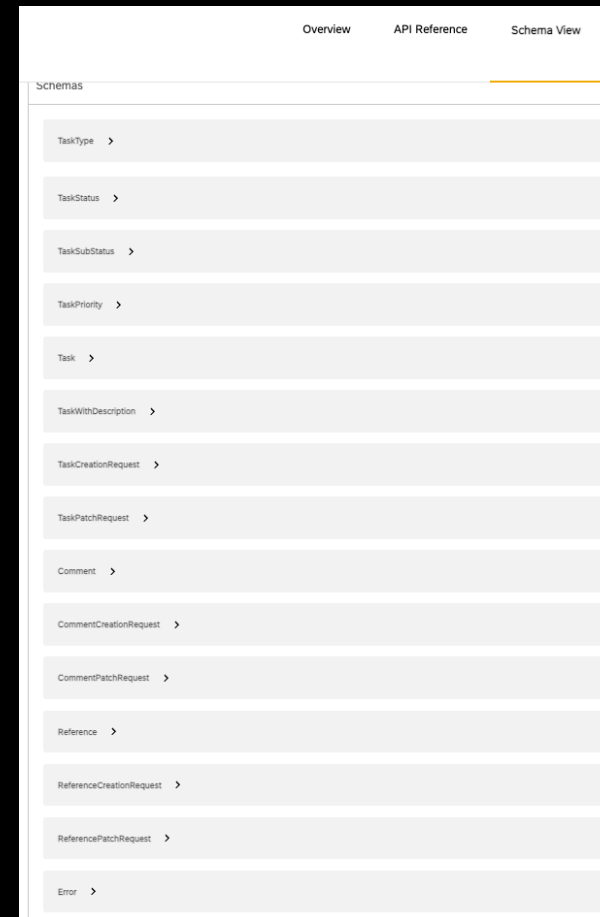 Overview API Reference Schema View
Schemas
TaskType
TaskStatus
TaskSubStatus
TaskPriority
Task
TaskWithDescription
TaskCreationRequest
TaskPatchRequest
Comment
CommentCreationRequest
CommentPatchRequest
Reference
ReferenceCreationRequest
ReferencePatchRequest
Error